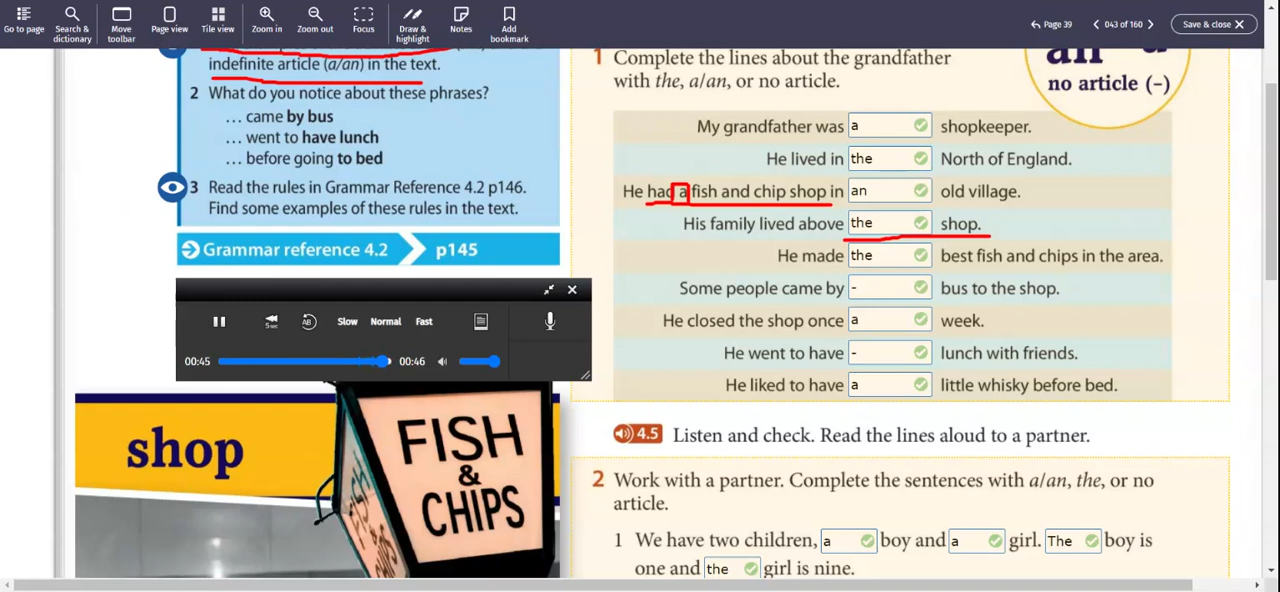 Go to page
Search & dictionary
Move toolbar
Page view
Tile view
Zoom in
Zoom out
Focus
Draw & highlight
Notes
Add bookmark
Page 39
043 of 160
Save & close
indefinite article (a/an) in the text.
2 What do you notice about these phrases?
… came by bus
… went to have lunch
… before going to bed
3 Read the rules in Grammar Reference 4.2 p146.
Find some examples of these rules in the text.
Grammar reference 4.2 p145
5 sec
AB
Slow
Normal
Fast
00:45
00:46
shop
FISH
&
CHIPS
1 Complete the lines about the grandfather
with the, a/an, or no article.
no article (–)
My grandfather was a shopkeeper.
He lived in the North of England.
He had a fish and chip shop in an old village.
His family lived above the shop.
He made the best fish and chips in the area.
Some people came by - bus to the shop.
He closed the shop once a week.
He went to have - lunch with friends.
He liked to have a little whisky before bed.
4.5 Listen and check. Read the lines aloud to a partner.
2 Work with a partner. Complete the sentences with a/an, the, or no
article.
1 We have two children, a boy and a girl. The boy is
one and the girl is nine.